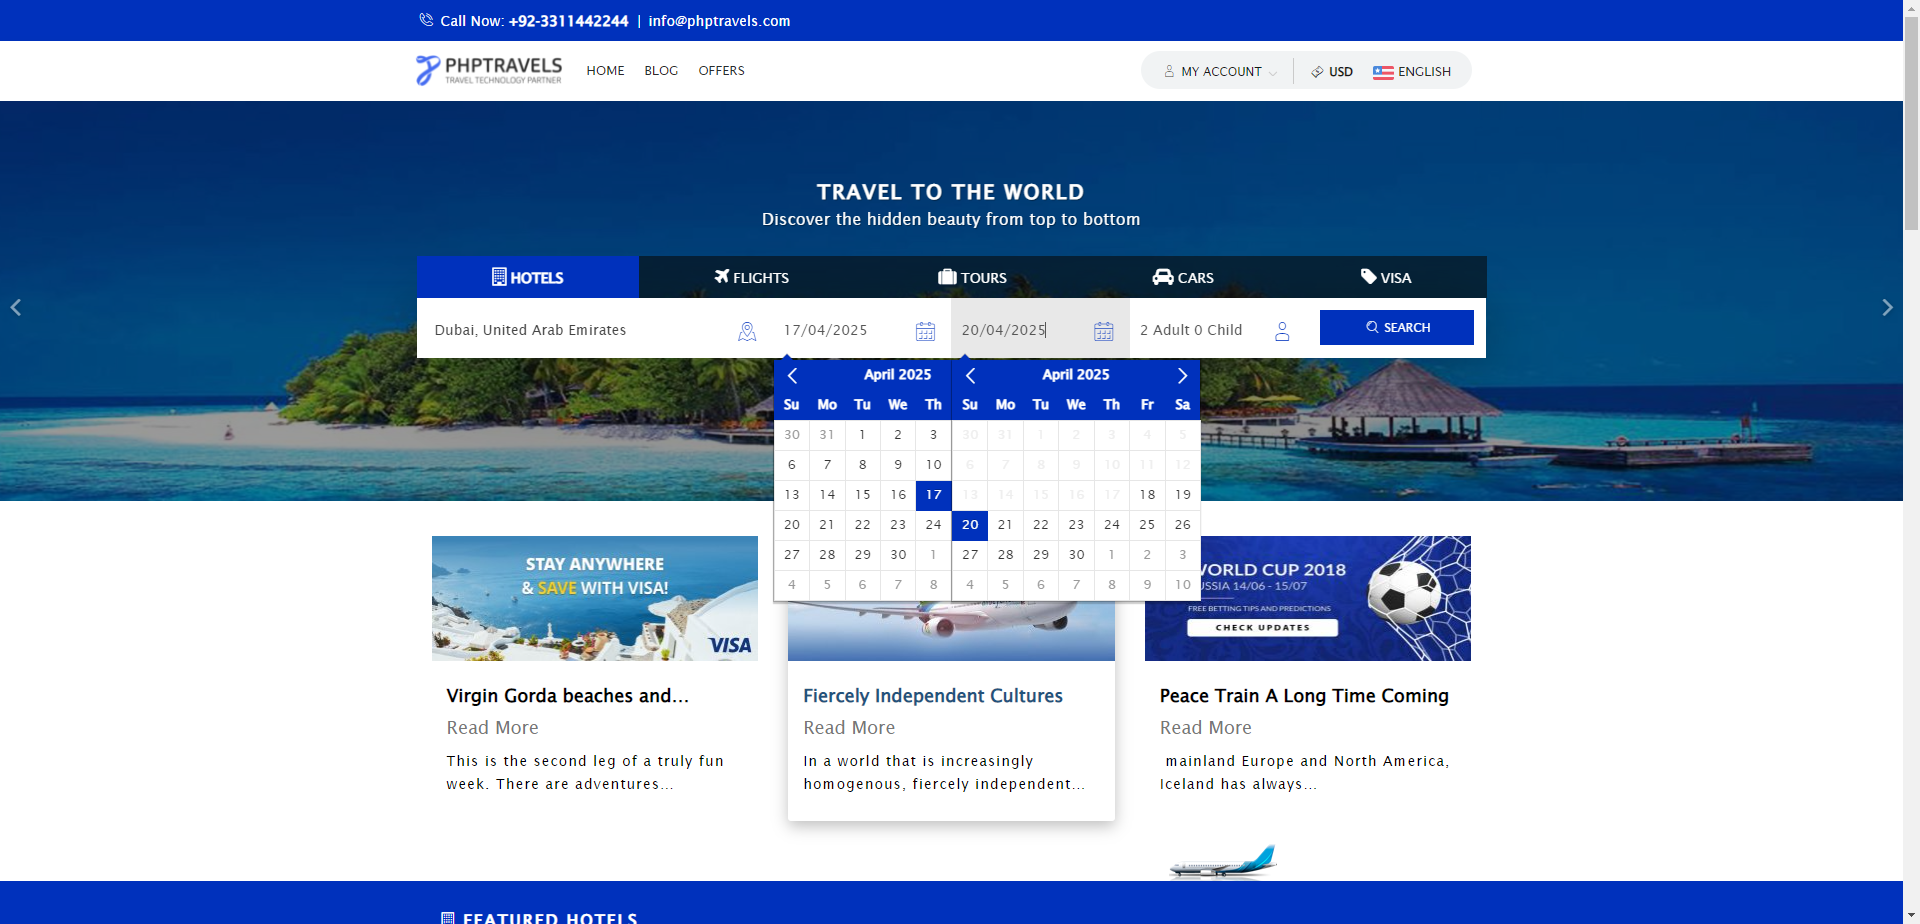 Call Now: +92-3311442244 | info@phptravels.com
PHPTRAVELS
TRAVEL TECHNOLOGY PARTNER
HOME BLOG OFFERS
MY ACCOUNT USD ENGLISH
TRAVEL TO THE WORLD
Discover the hidden beauty from top to bottom
HOTELS FLIGHTS TOURS CARS VISA
Dubai, United Arab Emirates 17/04/2025 20/04/2025 2 Adult 0 Child SEARCH
April 2025
Su Mo Tu We Th
30 31 1 2 3
6 7 8 9 10
13 14 15 16 17
20 21 22 23 24
27 28 29 30 1
4 5 6 7 8
April 2025
Su Mo Tu We Th Fr Sa
30 31 1 2 3 4 5
6 7 8 9 10 11 12
13 14 15 16 17 18 19
20 21 22 23 24 25 26
27 28 29 30 1 2 3
4 5 6 7 8 9 10
STAY ANYWHERE
& SAVE WITH VISA!
VISA
Virgin Gorda beaches and...
Read More
This is the second leg of a truly fun
week. There are adventures...
Fiercely Independent Cultures
Read More
In a world that is increasingly
homogenous, fiercely independent...
WORLD CUP 2018
USSIA 14/06 - 15/07
FREE BETTING TIPS AND PREDICTIONS
CHECK UPDATES
Peace Train A Long Time Coming
Read More
mainland Europe and North America,
Iceland has always...
FEATURED HOTELS